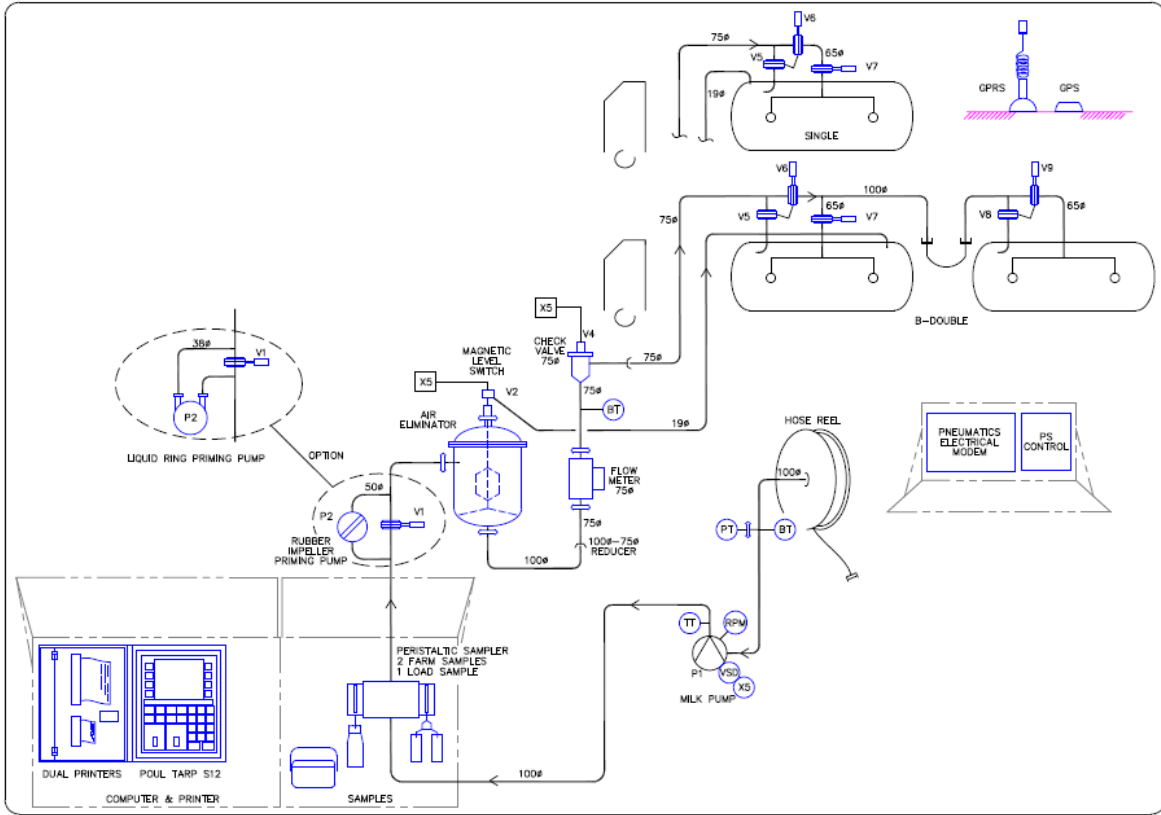 V6
75ø
V5
65ø
V7
19ø
SINGLE
GPRS
GPS
V6
100ø
V9
75ø
V5
65ø
V7
V8
65ø
B-DOUBLE
X5
V4
CHECK
VALVE
75ø
75ø
75ø
BT
19ø
MAGNETIC
LEVEL
SWITCH
X5
V2
AIR
ELIMINATOR
FLOW
METER
75ø
75ø
100ø-75ø
REDUCER
100ø
38ø
V1
P2
LIQUID RING PRIMING PUMP
OPTION
50ø
P2
V1
RUBBER
IMPELLER
PRIMING PUMP
HOSE REEL
100ø
PT
BT
PNEUMATICS
ELECTRICAL
MODEM
PS
CONTROL
TT
RPM
P1
VSD
X5
MILK PUMP
PERISTALTIC SAMPLER
2 FARM SAMPLES
1 LOAD SAMPLE
100ø
DUAL PRINTERS
POUL TARP S12
COMPUTER & PRINTER
SAMPLES